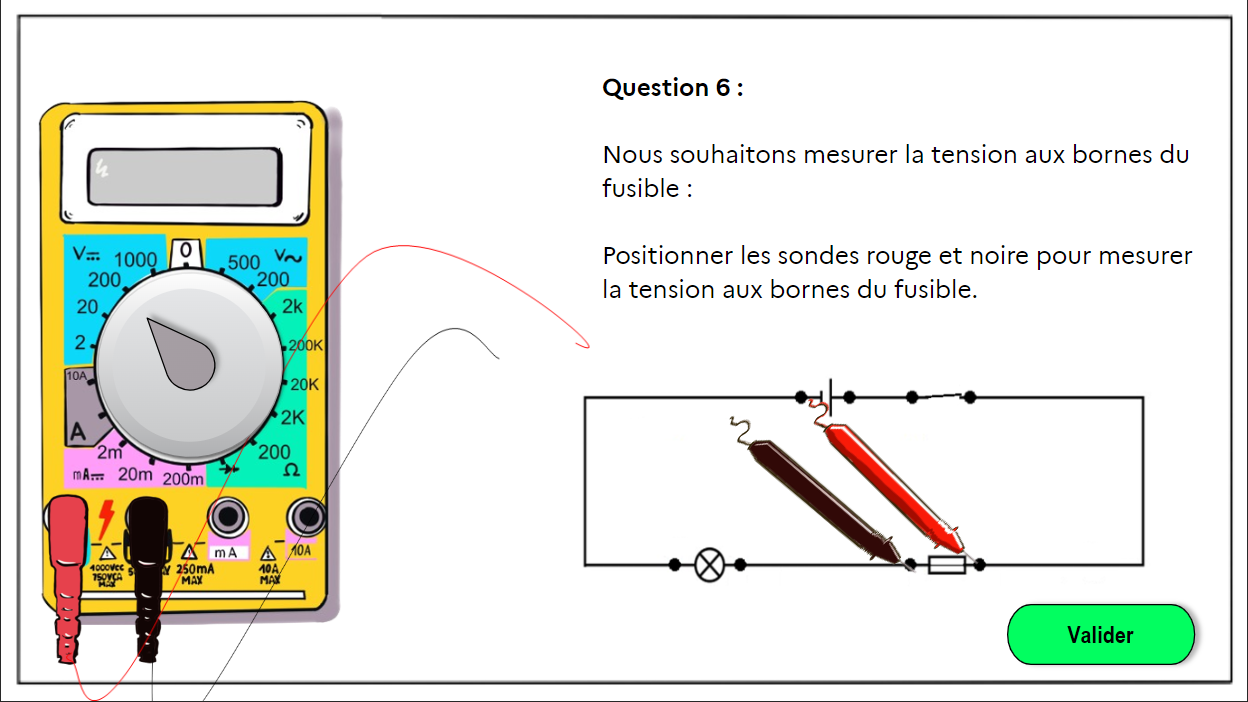 Question 6 :
Nous souhaitons mesurer la tension aux bornes du
fusible :
Positionner les sondes rouge et noire pour mesurer
la tension aux bornes du fusible.
V 1000 0 500 V
200 200
20 2k
2 200K
10A 20K
A 2K
2m 200
mA 20m 200m Ω
mA 10A
1000VCC 250mA 10A
750VCA MAX MAX
MAX
Valider